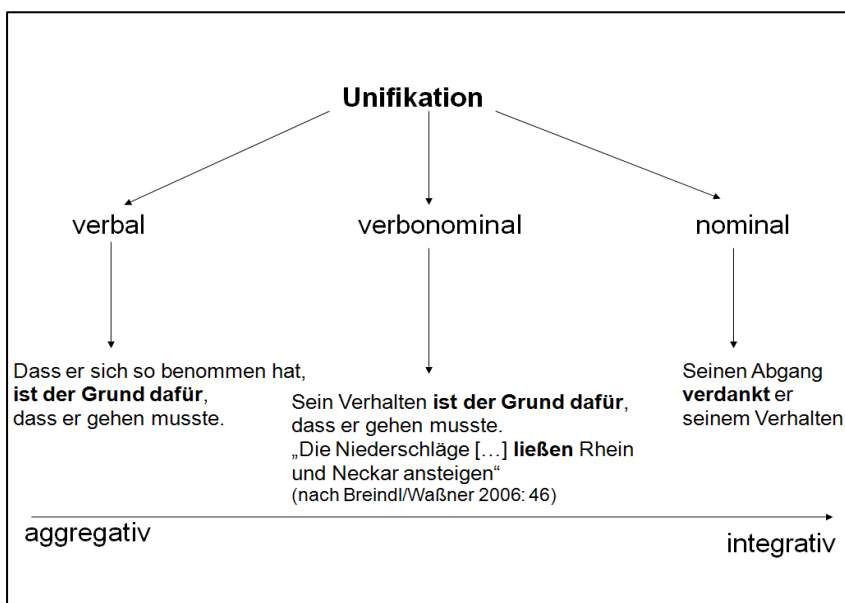 Unifikation
verbal
verbonominal
nominal
Dass er sich so benommen hat,
ist der Grund dafür,
dass er gehen musste.
Sein Verhalten ist der Grund dafür,
dass er gehen musste.
„Die Niederschläge [...] ließen Rhein
und Neckar ansteigen“
(nach Breindl/Waßner 2006: 46)
Seinen Abgang
verdankt er
seinem Verhalten
aggregativ
integrativ